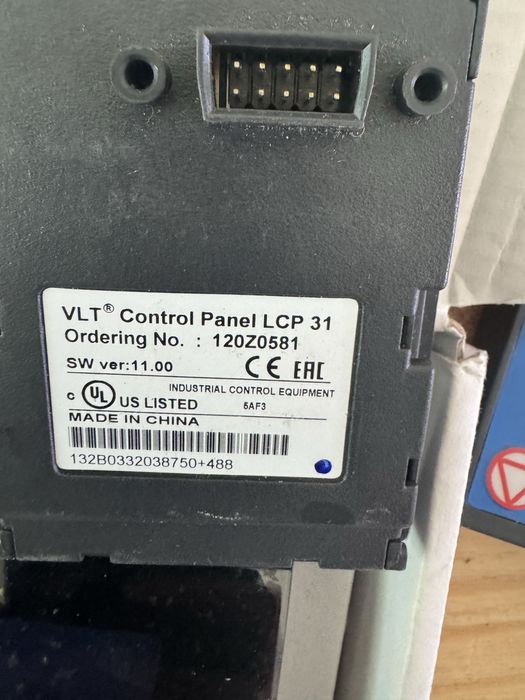 VLT® Control Panel LCP 31
Ordering No. : 120Z0581
SW ver:11.00 CE EAC
c UL US LISTED INDUSTRIAL CONTROL EQUIPMENT 5AF3
MADE IN CHINA
132B0332038750+488